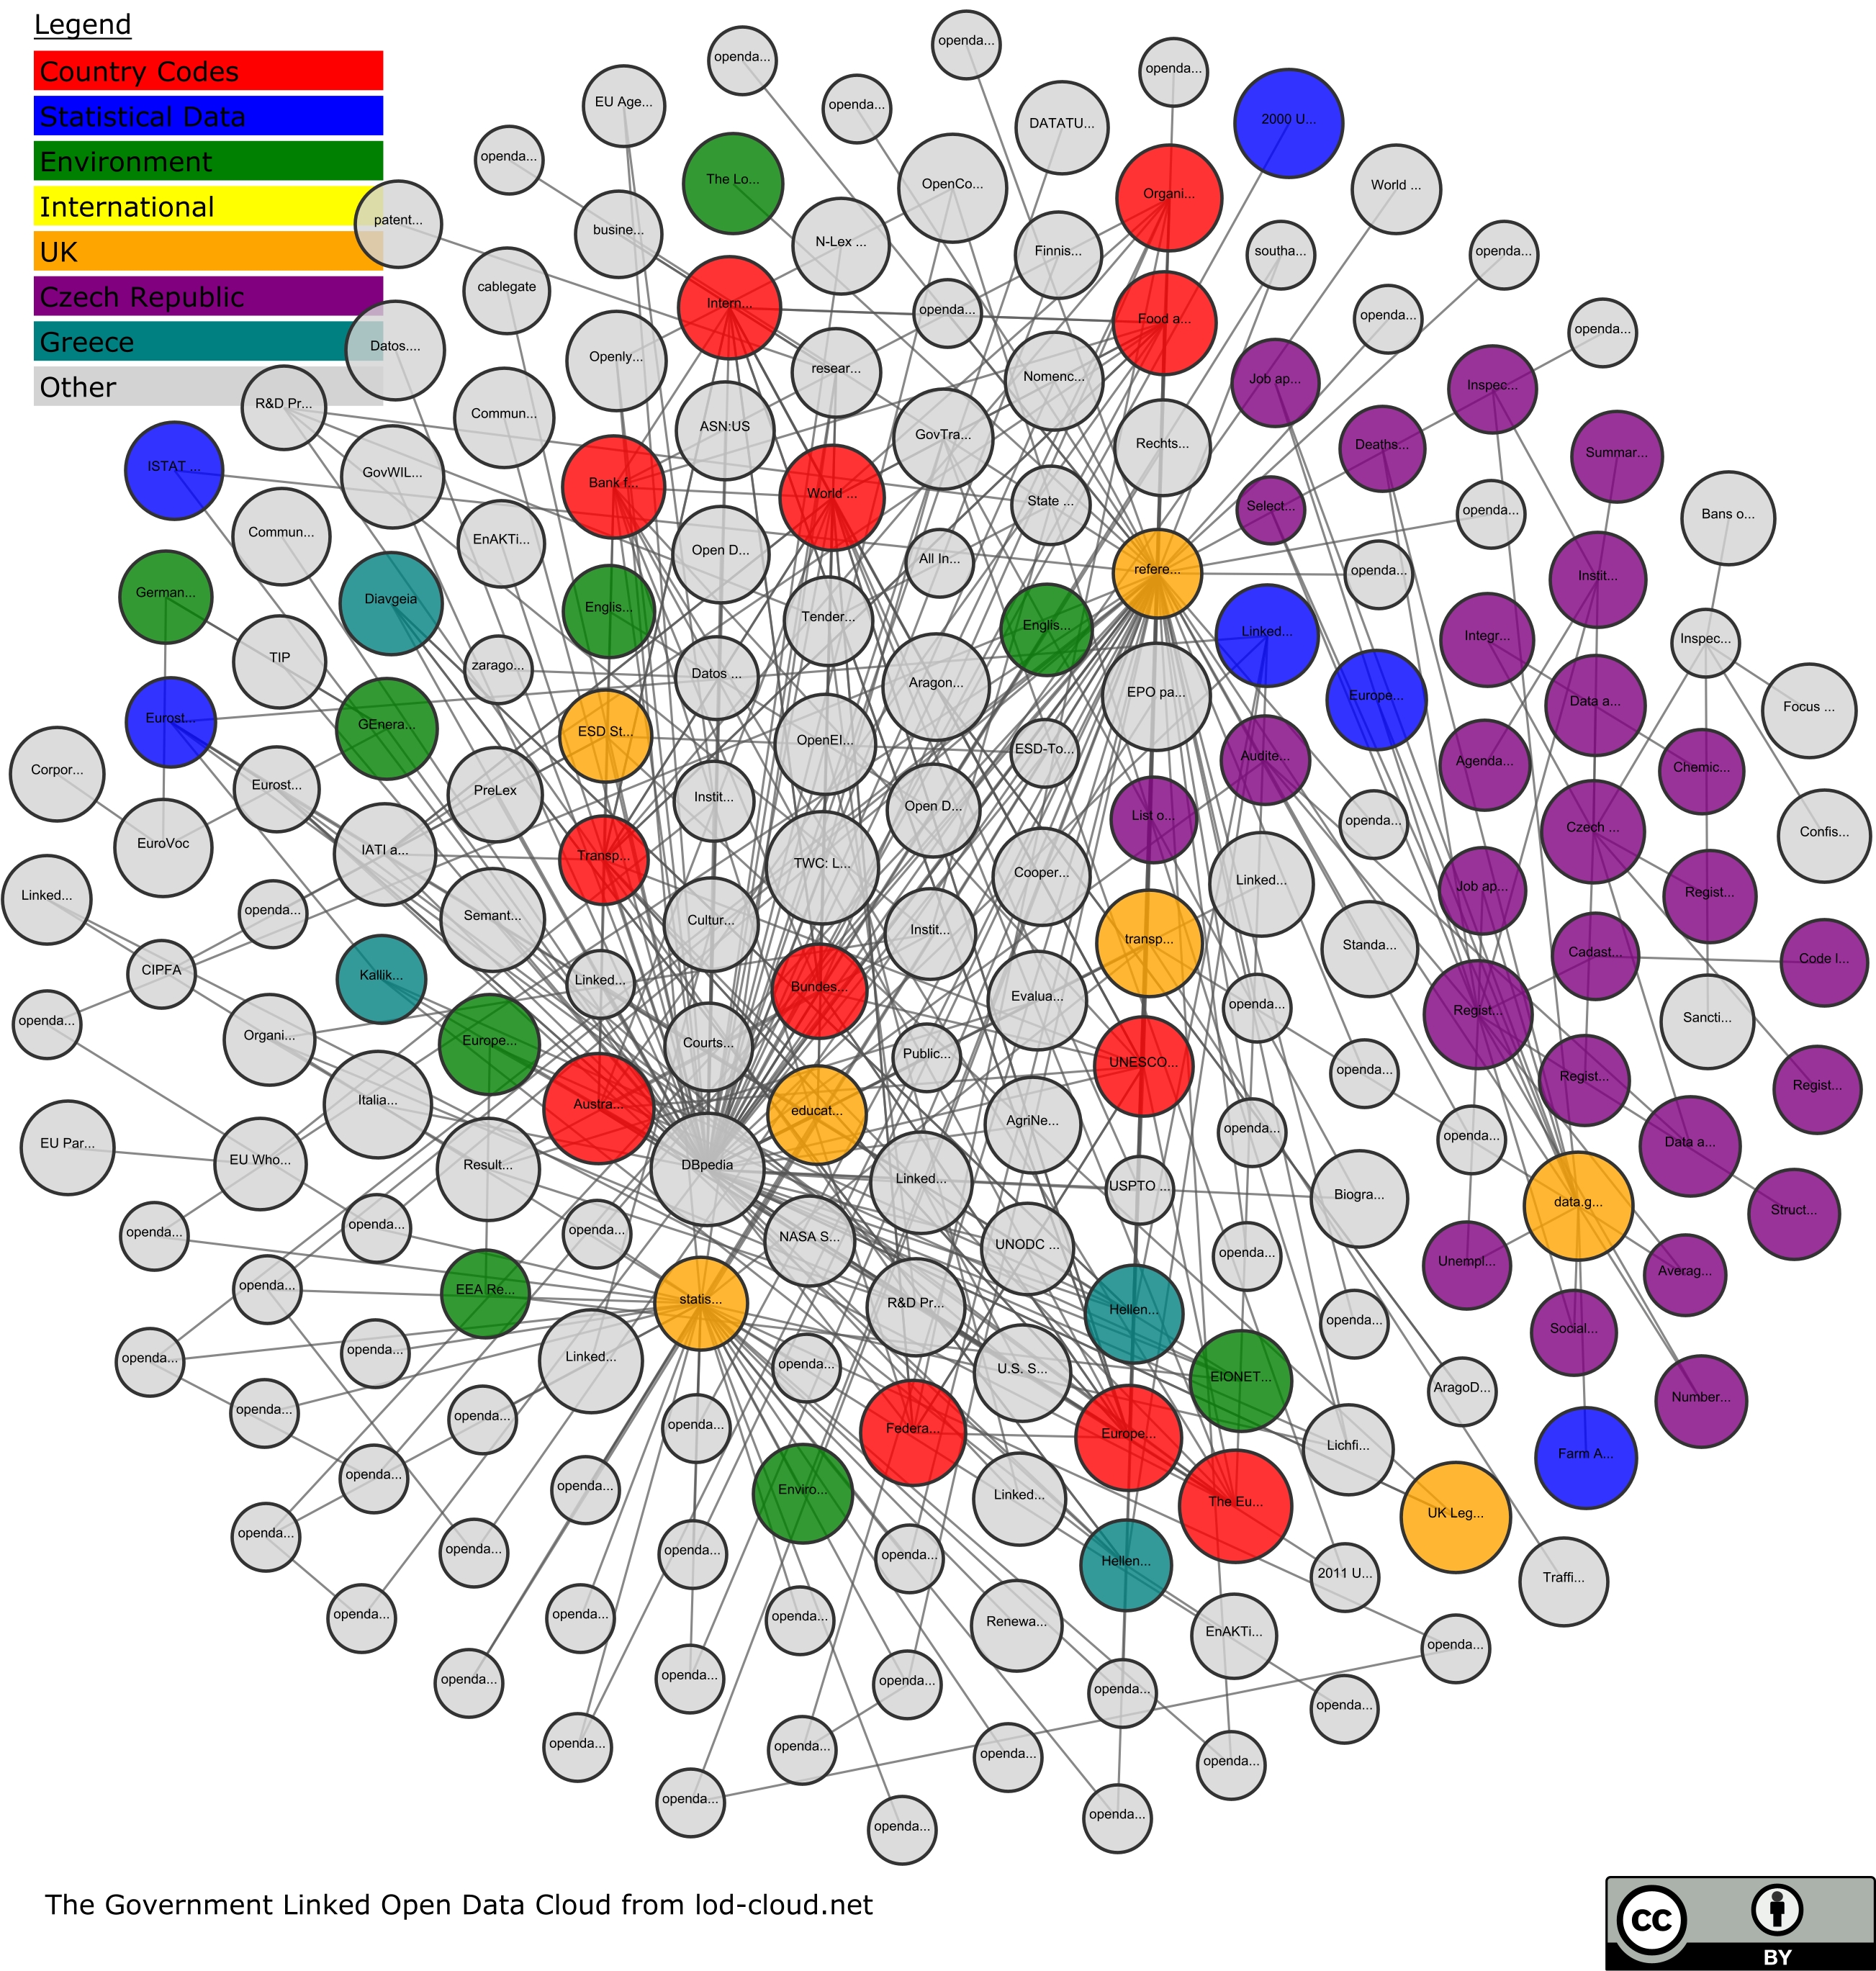 Legend
Country Codes
Statistical Data
Environment
International
UK
Czech Republic
Greece
Other
openda...
openda...
openda...
EU Age...
openda...
2000 U...
DATATU...
openda...
The Lo...
OpenCo...
World ...
Organi...
patent...
busine...
N-Lex ...
Finnis...
southa...
openda...
cablegate
Intern...
openda...
Food a...
openda...
openda...
Datos....
Openly...
resear...
Nomenc...
Job ap...
Inspec...
R&D Pr...
Commun...
ASN:US
GovTra...
Rechts...
Deaths...
Summar...
ISTAT ...
GovWIL...
Bank f...
World ...
State ...
Select...
openda...
Bans o...
Commun...
EnAKTi...
Open D...
All In...
refere...
openda...
Instit...
German...
Diavgeia
Englis...
Tender...
Englis...
Linked...
Integr...
Inspec...
TIP
zarago...
Datos ...
Aragon...
EPO pa...
Europe...
Data a...
Focus ...
Eurost...
GEnera...
ESD St...
OpenEI...
ESD-To...
Audite...
Agenda...
Chemic...
Corpor...
Eurost...
PreLex
Instit...
Open D...
List o...
openda...
Czech ...
Confis...
EuroVoc
IATI a...
Transp...
TWC: L...
Cooper...
Linked...
Job ap...
Regist...
Linked...
openda...
Semant...
Cultur...
Instit...
transp...
Standa...
Cadast...
Code l...
CIPFA
Kallik...
Linked...
Bundes...
Evalua...
openda...
Regist...
Sancti...
openda...
Organi...
Europe...
Courts...
Public...
UNESCO...
openda...
Regist...
Regist...
EU Par...
EU Who...
Italia...
Austra...
educat...
AgriNe...
openda...
openda...
Data a...
Result...
DBpedia
Linked...
USPTO ...
Biogra...
data.g...
Struct...
openda...
openda...
openda...
NASA S...
UNODC ...
openda...
Unempl...
Averag...
openda...
EEA Re...
statis...
R&D Pr...
Hellen...
openda...
Social...
openda...
openda...
Linked...
openda...
U.S. S...
EIONET...
AragoD...
Number...
openda...
openda...
openda...
Federa...
Europe...
Lichfi...
Farm A...
openda...
openda...
openda...
Enviro...
Linked...
The Eu...
UK Leg...
openda...
openda...
openda...
Hellen...
2011 U...
Traffi...
openda...
openda...
openda...
Renewa...
EnAKTi...
openda...
openda...
openda...
openda...
openda...
openda...
openda...
openda...
openda...
openda...
openda...
openda...
openda...
The Government Linked Open Data Cloud from lod-cloud.net
cc
BY